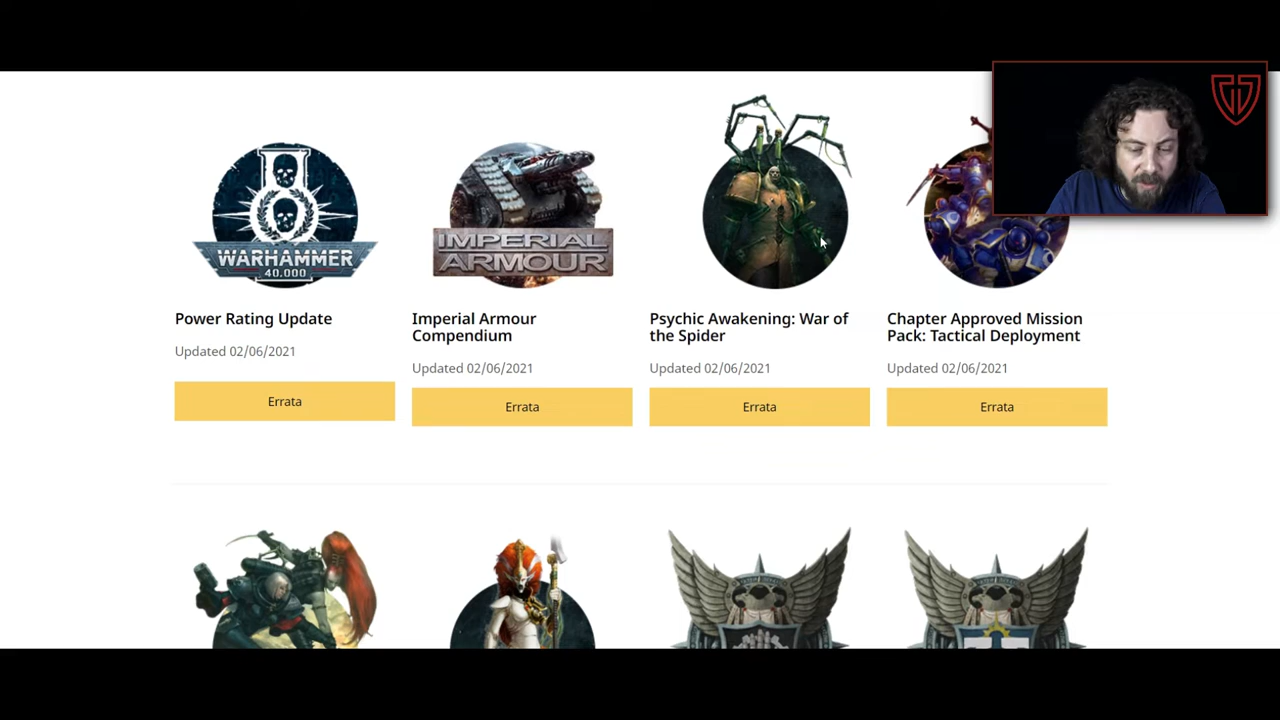 WARHAMMER
40,000
IMPERIAL
ARMOUR
Power Rating Update
Imperial Armour
Compendium
Psychic Awakening: War of
the Spider
Chapter Approved Mission
Pack: Tactical Deployment
Updated 02/06/2021
Updated 02/06/2021
Updated 02/06/2021
Updated 02/06/2021
Errata
Errata
Errata
Errata